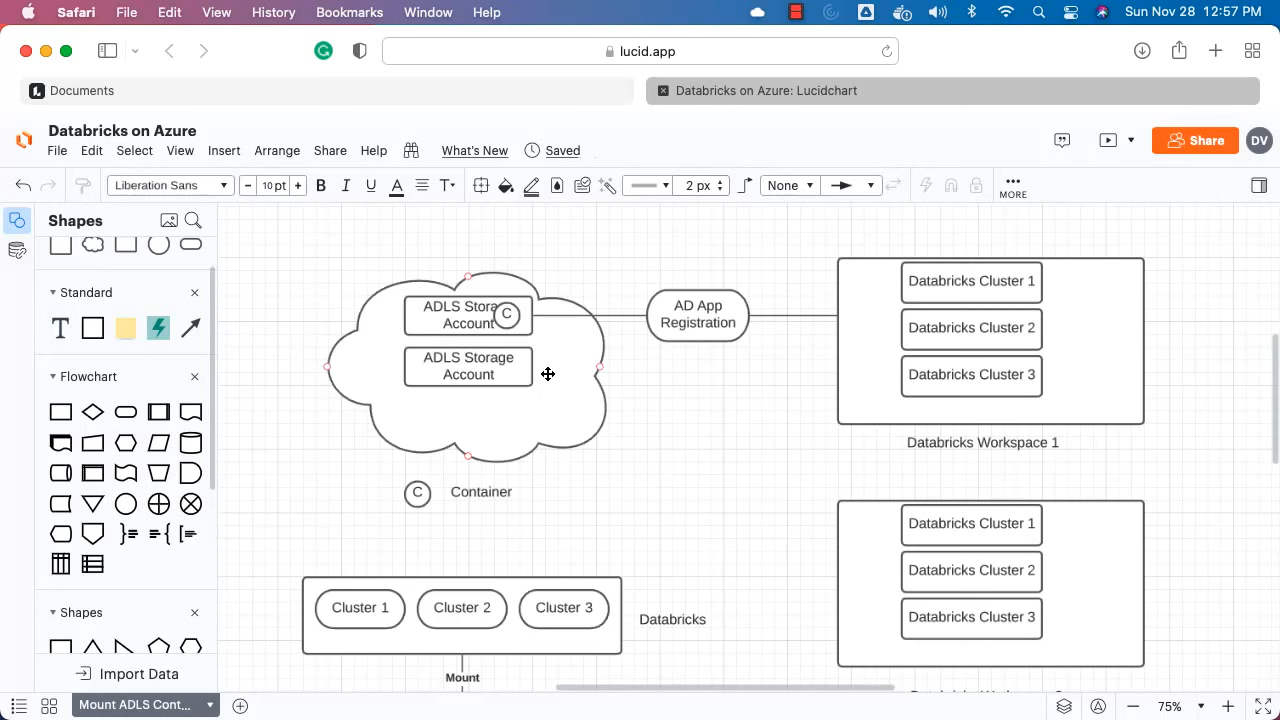 Safari File Edit View History Bookmarks Window Help Sun Nov 28 12:57 PM
lucid.app
Documents
Databricks on Azure: Lucidchart
Databricks on Azure
File Edit Select View Insert Arrange Share Help What's New Saved
Share
DV
Liberation Sans
10 pt
B I U A T
2 px
None
MORE
Shapes
Standard
T
Flowchart
Shapes
Import Data
ADLS Stora
Account
C
ADLS Storage
Account
C Container
AD App
Registration
Databricks Cluster 1
Databricks Cluster 2
Databricks Cluster 3
Databricks Workspace 1
Databricks Cluster 1
Databricks Cluster 2
Databricks Cluster 3
Cluster 1 Cluster 2 Cluster 3
Databricks
Mount
Mount ADLS Cont...
75%